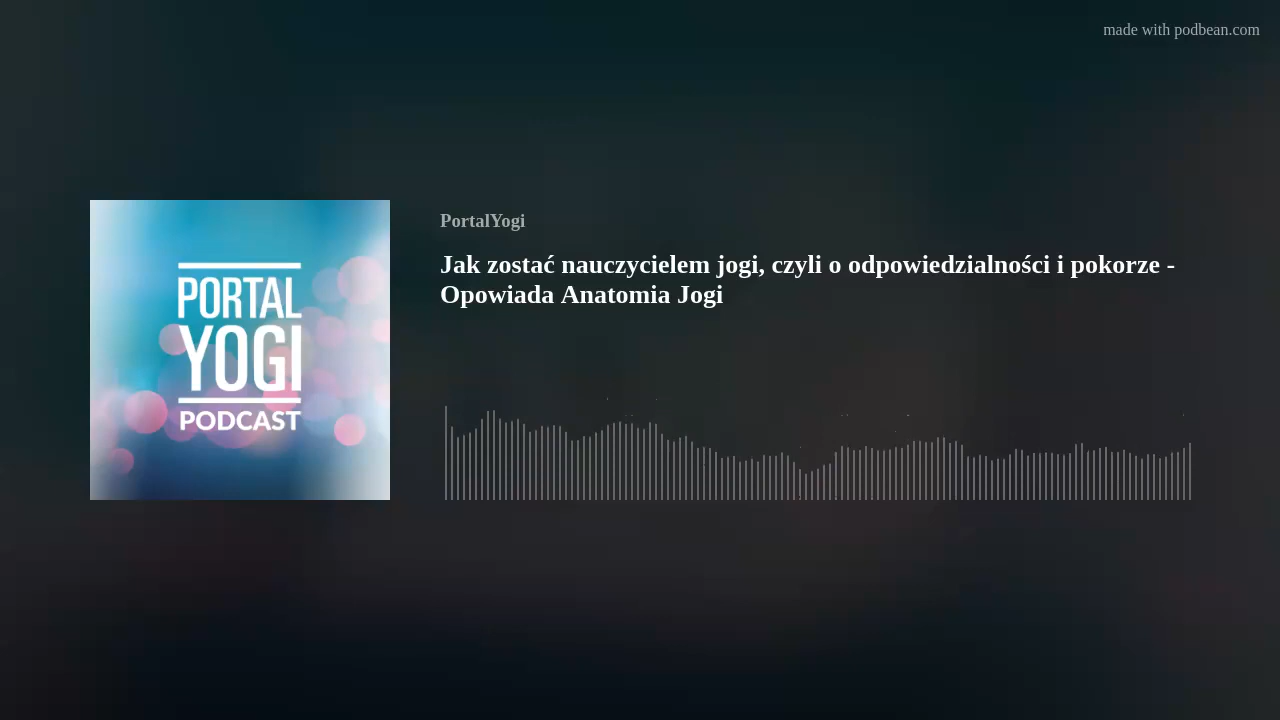 made with podbean.com
PORTAL
YOGI
PODCAST
PortalYogi
Jak zostać nauczycielem jogi, czyli o odpowiedzialności i pokorze -
Opowiada Anatomia Jogi